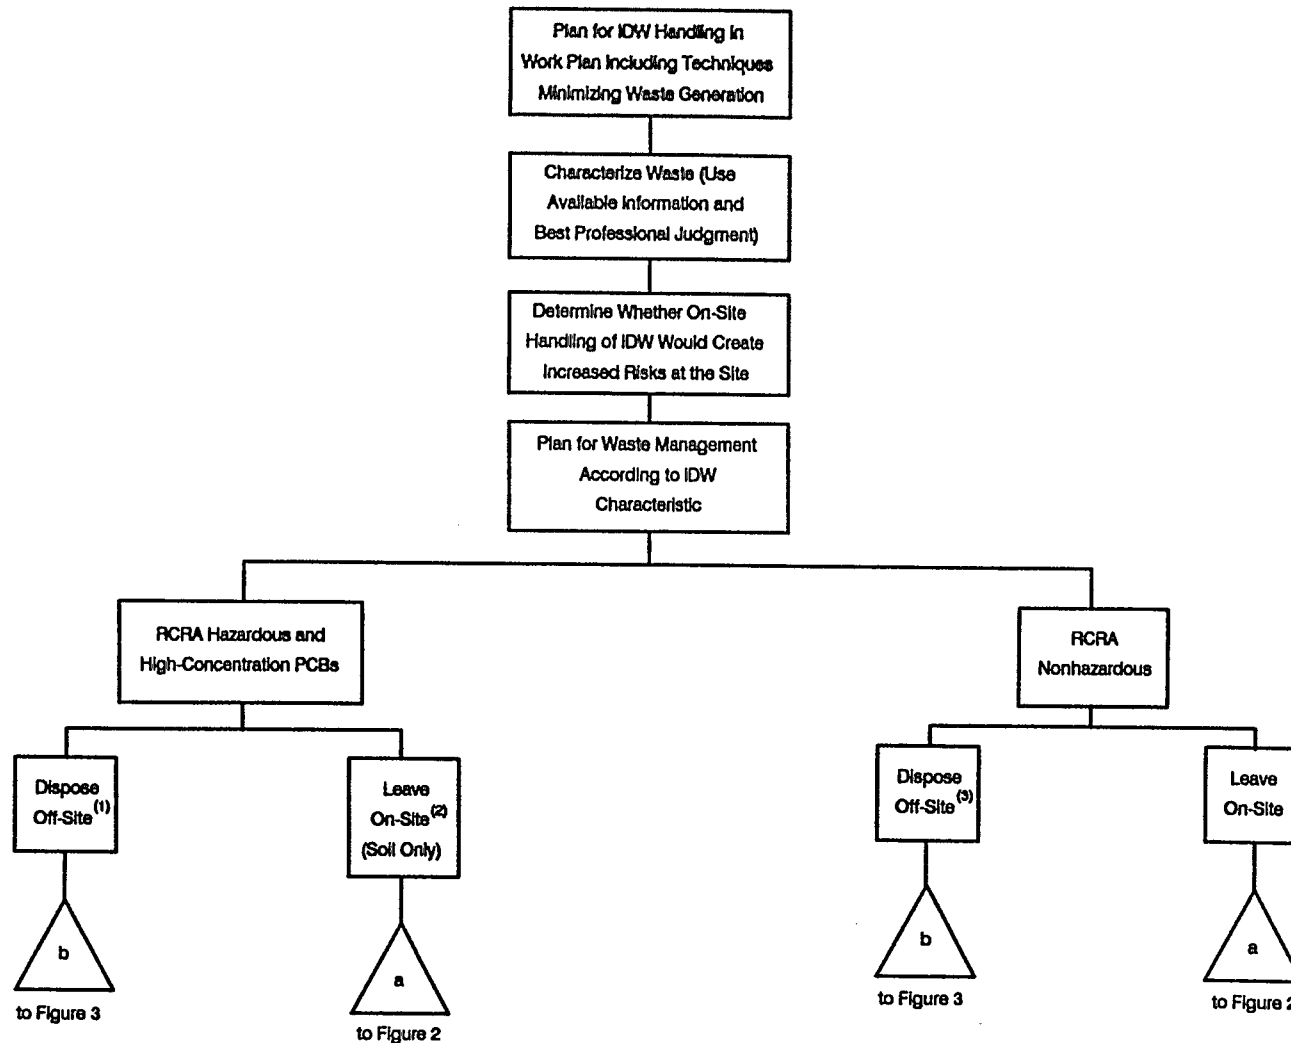 Plan for IDW Handling in
Work Plan Including Techniques
Minimizing Waste Generation
Characterize Waste (Use
Available Information and
Best Professional Judgment)
Determine Whether On-Site
Handling of IDW Would Create
Increased Risks at the Site
Plan for Waste Management
According to IDW
Characteristic
RCRA Hazardous and
High-Concentration PCBs
RCRA
Nonhazardous
Dispose
Off-Site(1)
Leave
On-Site(2)
(Soil Only)
Dispose
Off-Site(3)
Leave
On-Site
b
to Figure 3
a
to Figure 2
b
to Figure 3
a
to Figure 2